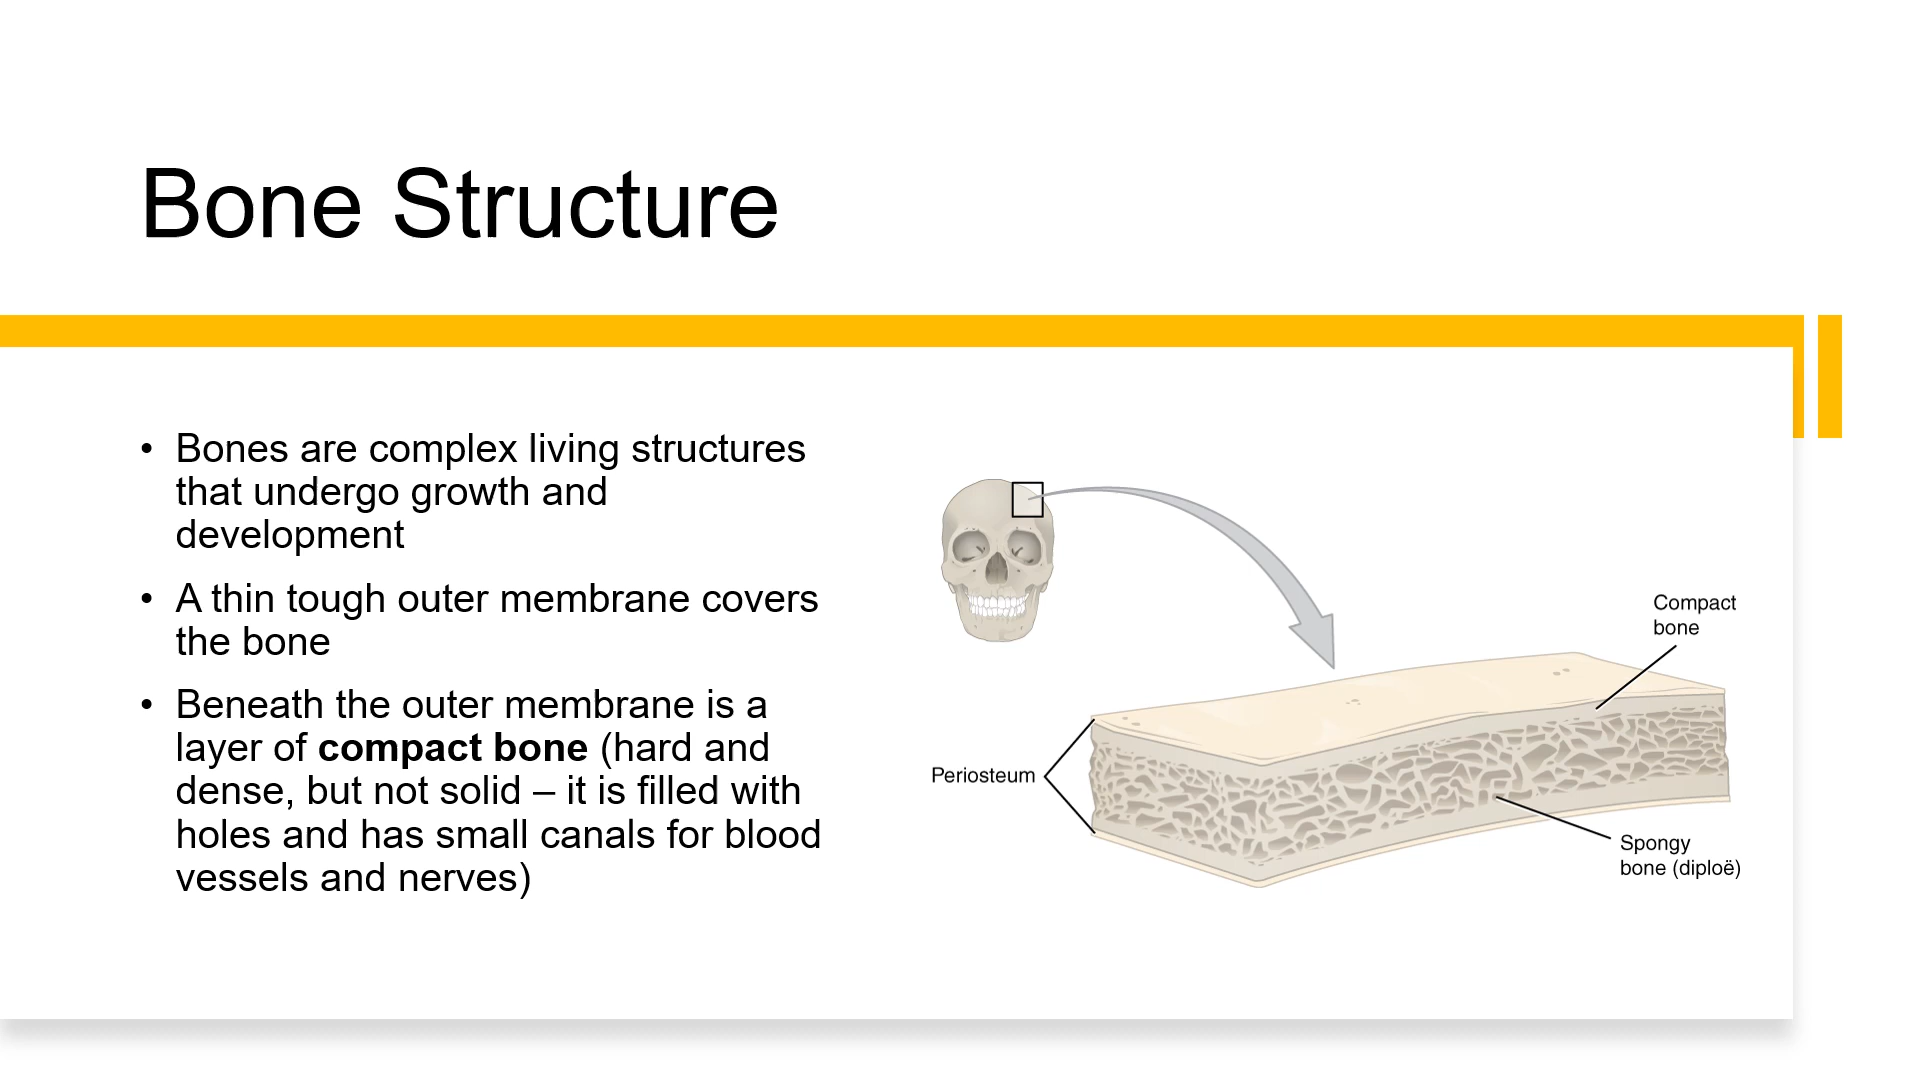 Bone Structure
• Bones are complex living structures
that undergo growth and
development
• A thin tough outer membrane covers
the bone
• Beneath the outer membrane is a
layer of compact bone (hard and
dense, but not solid – it is filled with
holes and has small canals for blood
vessels and nerves)
Compact
bone
Periosteum
Spongy
bone (diploë)